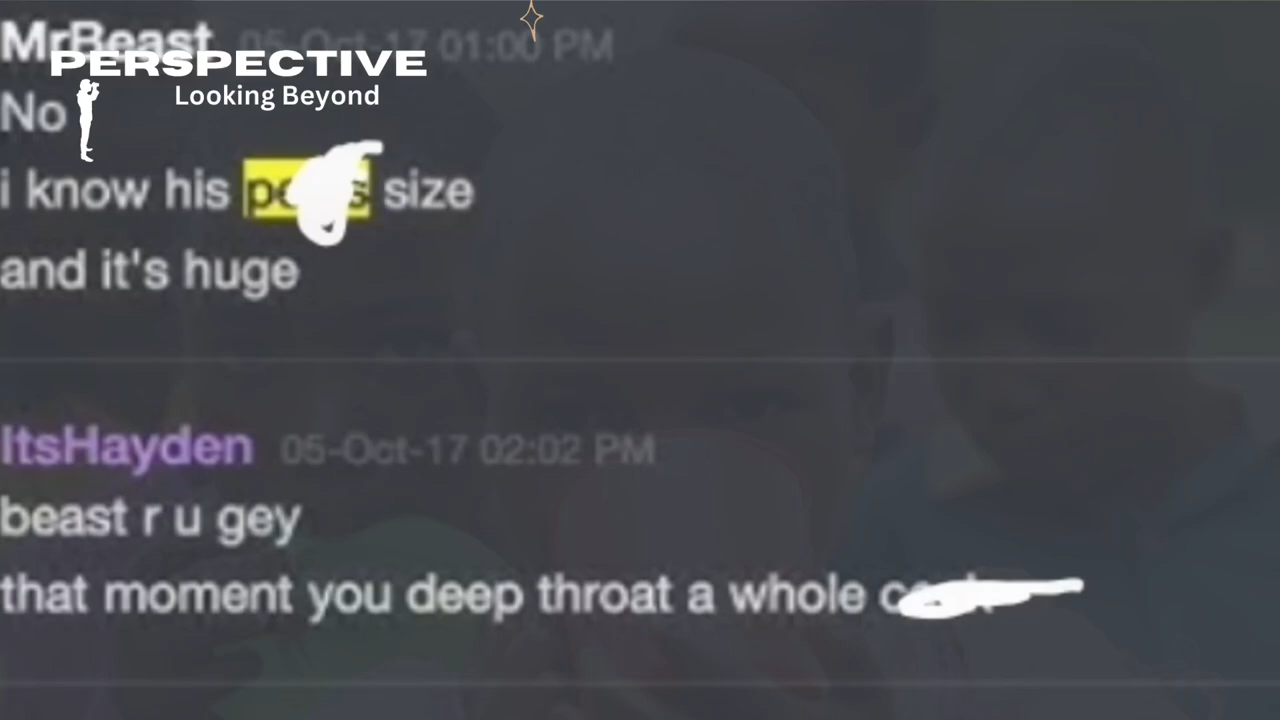 MrBeast 05-Oct-17 01:00 PM
PERSPECTIVE
Looking Beyond
No
i know his size
and it's huge
ItsHayden 05-Oct-17 02:02 PM
beast r u gey
that moment you deep throat a whole